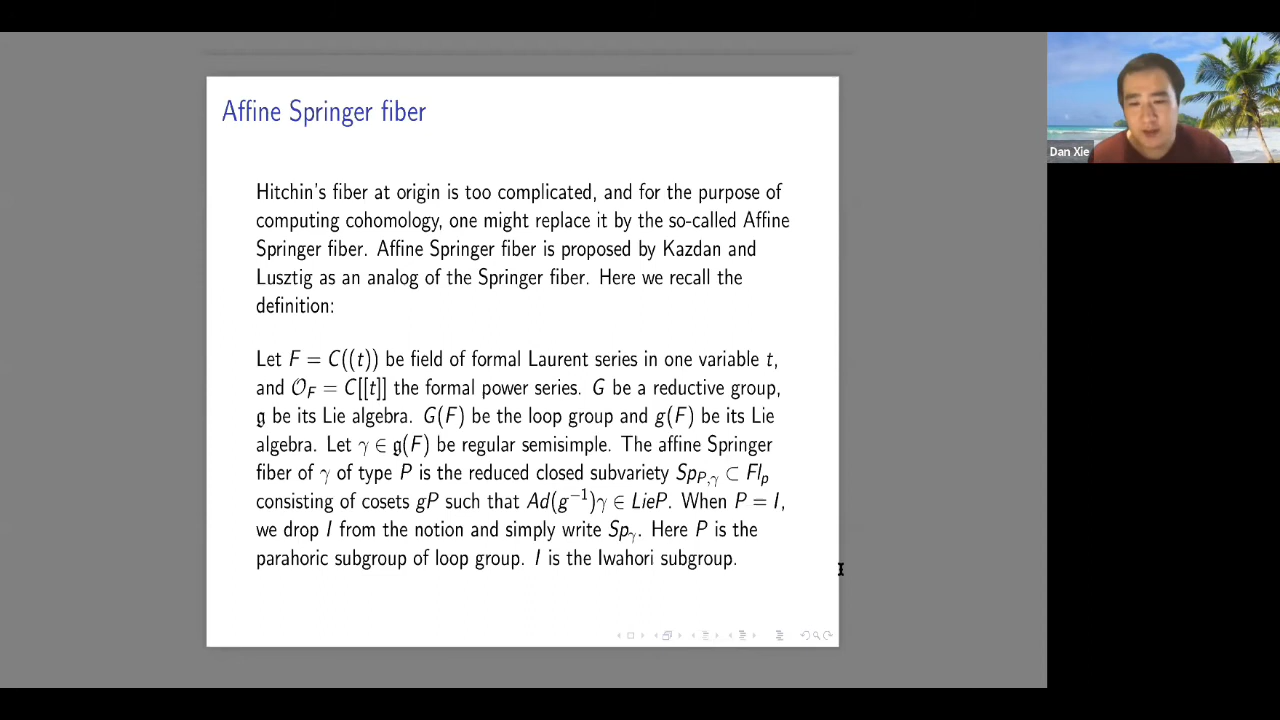 Affine Springer fiber
Hitchin's fiber at origin is too complicated, and for the purpose of
computing cohomology, one might replace it by the so-called Affine
Springer fiber. Affine Springer fiber is proposed by Kazdan and
Lusztig as an analog of the Springer fiber. Here we recall the
definition:
Let F = C((t)) be field of formal Laurent series in one variable t,
and 𝒪_F = C[[t]] the formal power series. G be a reductive group,
𝔤 be its Lie algebra. G(F) be the loop group and g(F) be its Lie
algebra. Let γ ∈ 𝔤(F) be regular semisimple. The affine Springer
fiber of γ of type P is the reduced closed subvariety Sp_{P,γ} ⊂ Fl_p
consisting of cosets gP such that Ad(g⁻¹)γ ∈ LieP. When P = I,
we drop I from the notion and simply write Sp_γ. Here P is the
parahoric subgroup of loop group. I is the Iwahori subgroup.
Dan Xie